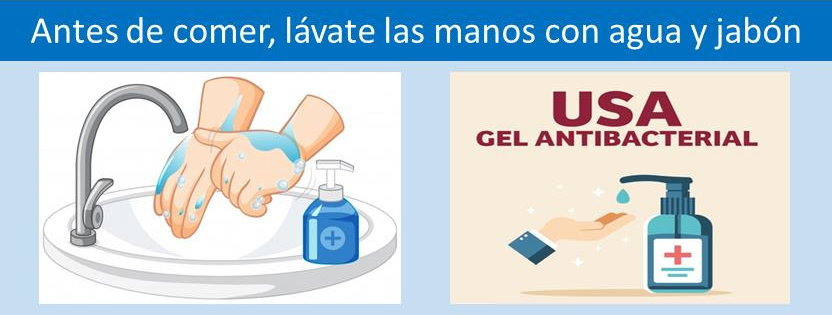 Antes de comer, lávate las manos con agua y jabón
USA
GEL ANTIBACTERIAL